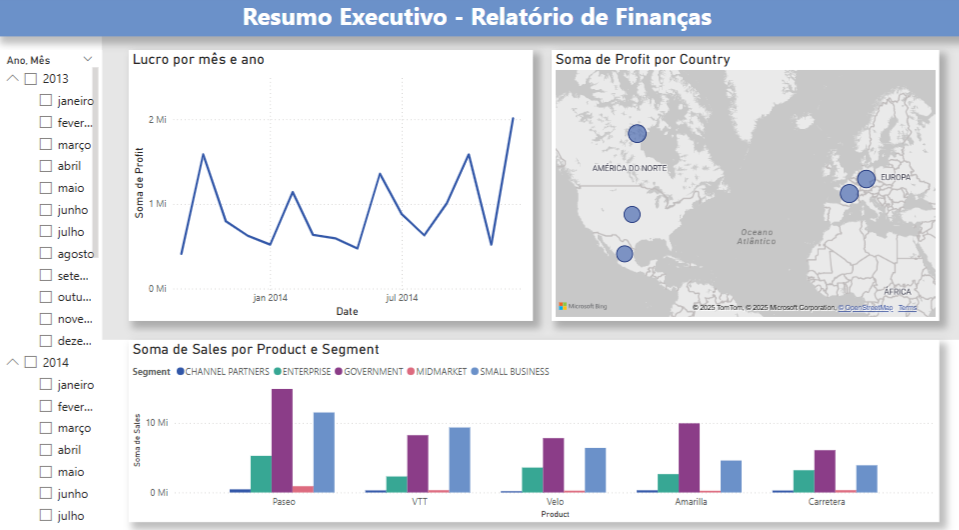 Resumo Executivo - Relatório de Finanças
Ano, Mês
2013
janeiro
fever...
março
abril
maio
junho
julho
agosto
sete...
outu...
nove...
deze...
2014
janeiro
fever...
março
abril
maio
junho
julho
Lucro por mês e ano
Soma de Profit
2 Mi
1 Mi
0 Mi
jan 2014
jul 2014
Date
Soma de Profit por Country
AMÉRICA DO NORTE
EUROPA
Oceano
Atlântico
ÁFRICA
Microsoft Bing
© 2025 TomTom, © 2025 Microsoft Corporation, © OpenStreetMap Terms
Soma de Sales por Product e Segment
Segment CHANNEL PARTNERS ENTERPRISE GOVERNMENT MIDMARKET SMALL BUSINESS
Soma de Sales
10 Mi
0 Mi
Paseo
VTT
Velo
Amarilla
Carretera
Product